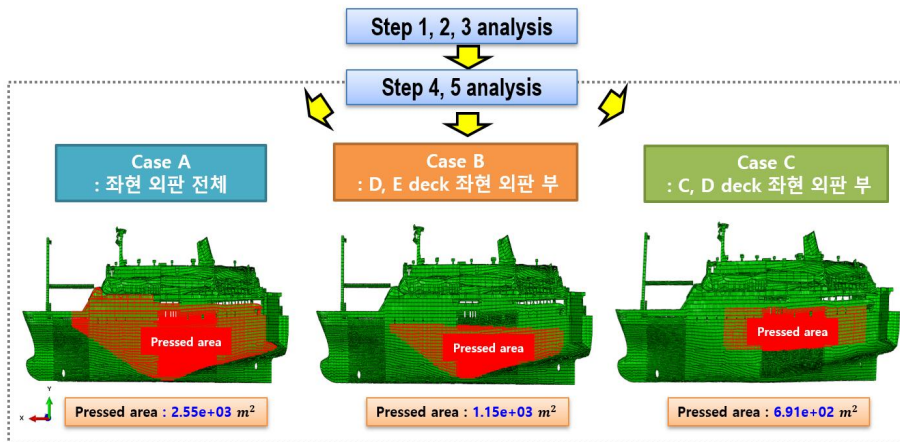 Step 1, 2, 3 analysis
Step 4, 5 analysis
Case A
: 좌현 외판 전체
Case B
: D, E deck 좌현 외판 부
Case C
: C, D deck 좌현 외판 부
Pressed area
Pressed area
Pressed area
Y
X
Pressed area : 2.55e+03 m²
Pressed area : 1.15e+03 m²
Pressed area : 6.91e+02 m²